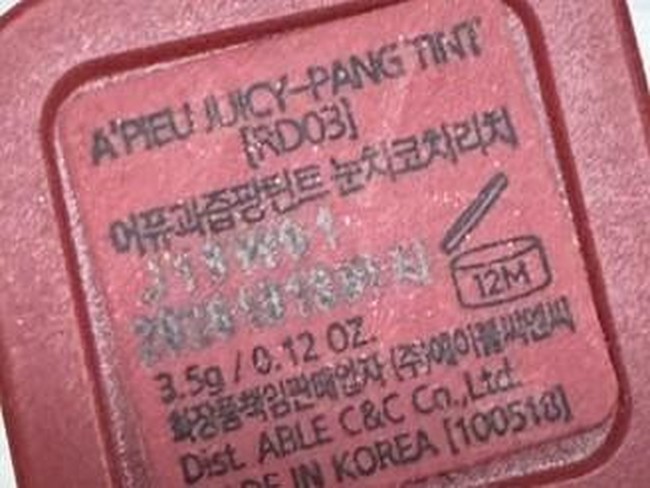 A'PIEU JUICY-PANG TINT
[RD03]
어퓨 과즙팡틴트 눈치코치리치
12M
3.5g / 0.12 OZ.
화장품책임판매업자 (주)에이블씨엔씨
Dist. ABLE C&C Co.,Ltd.
DE IN KOREA [100518]